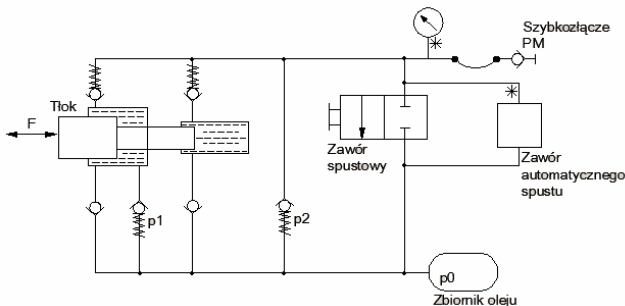 Szybkozłącze
PM
Tłok
F
Zawór
spustowy
Zawór
automatycznego
spustu
p1
p2
p0
Zbiornik oleju